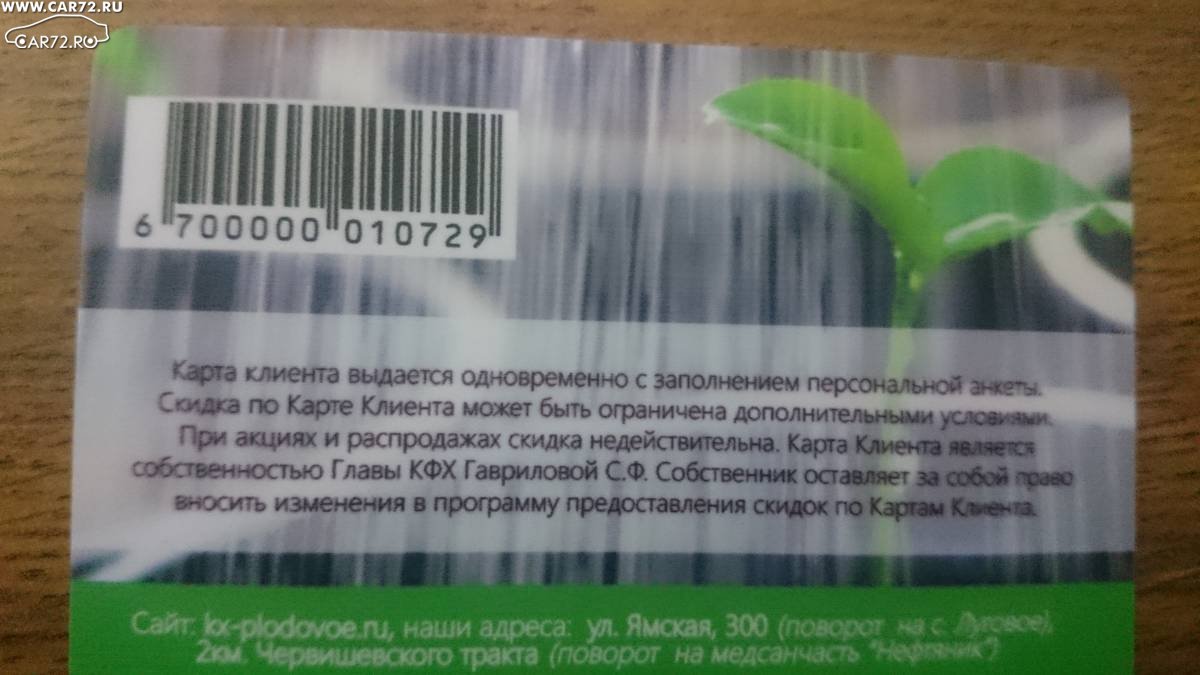 WWW.CAR72.RU
CAR72.RU
6 700000 010729
Карта клиента выдается одновременно с заполнением персональной анкеты.
Скидка по Карте Клиента может быть ограничена дополнительными условиями.
При акциях и распродажах скидка недействительна. Карта Клиента является
собственностью Главы КФХ Гавриловой С.Ф. Собственник оставляет за собой право
вносить изменения в программу предоставления скидок по Картам Клиента.
Сайт: kx-plodovoe.ru, наши адреса: ул. Ямская, 300 (поворот на с. Луговое),
2км. Червишевского тракта (поворот на медсанчасть "Нефтяник")